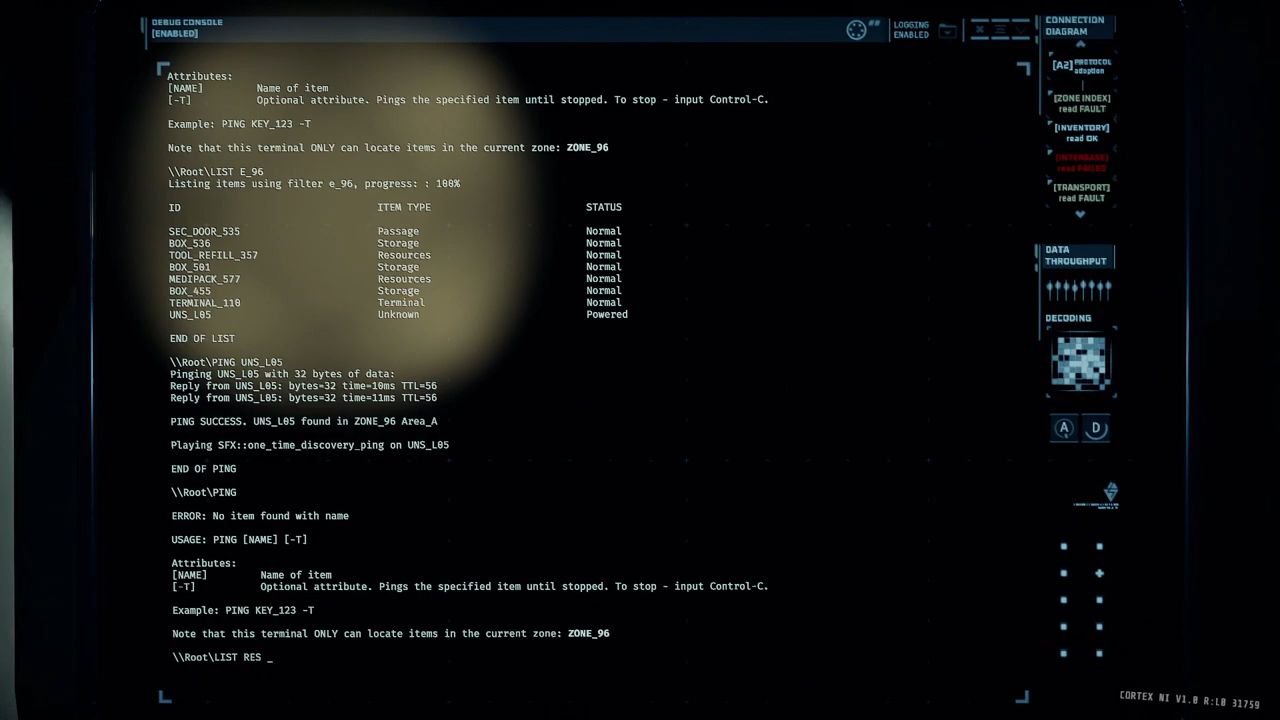 DEBUG CONSOLE
[ENABLED]
LOGGING
ENABLED
Attributes:
[NAME] Name of item
[-T] Optional attribute. Pings the specified item until stopped. To stop - input Control-C.
Example: PING KEY_123 -T
Note that this terminal ONLY can locate items in the current zone: ZONE_96
\\Root\LIST E_96
Listing items using filter e_96, progress: : 100%
ID ITEM TYPE STATUS
SEC_DOOR_535 Passage Normal
BOX_536 Storage Normal
TOOL_REFILL_357 Resources Normal
BOX_501 Storage Normal
MEDIPACK_577 Resources Normal
BOX_455 Storage Normal
TERMINAL_110 Terminal Normal
UNS_L05 Unknown Powered
END OF LIST
\\Root\PING UNS_L05
Pinging UNS_L05 with 32 bytes of data:
Reply from UNS_L05: bytes=32 time=10ms TTL=56
Reply from UNS_L05: bytes=32 time=11ms TTL=56
PING SUCCESS. UNS_L05 found in ZONE_96 Area_A
Playing SFX::one_time_discovery_ping on UNS_L05
END OF PING
\\Root\PING
ERROR: No item found with name
USAGE: PING [NAME] [-T]
Attributes:
[NAME] Name of item
[-T] Optional attribute. Pings the specified item until stopped. To stop - input Control-C.
Example: PING KEY_123 -T
Note that this terminal ONLY can locate items in the current zone: ZONE_96
\\Root\LIST RES _
CONNECTION
DIAGRAM
[A2] PROTOCOL
adoption
[ZONE INDEX]
read FAULT
[INVENTORY]
read OK
read FAILED
[TRANSPORT]
read FAULT
DATA
THROUGHPUT
DECODING
A D
CORTEX NI V1.0 R:L0 31759